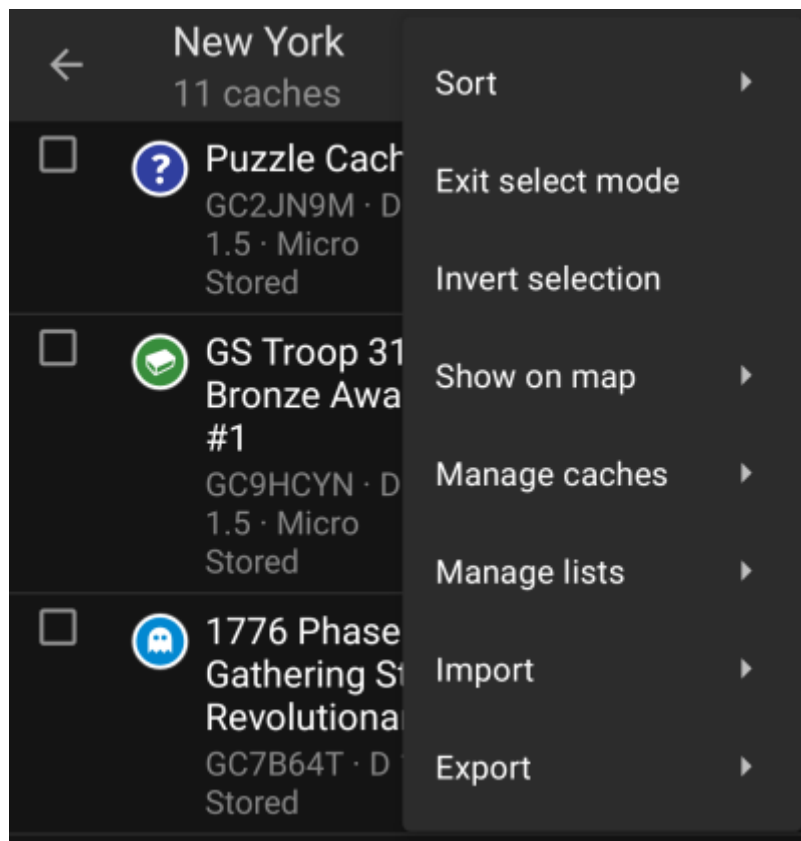 New York
11 caches
Puzzle Cach
GC2JN9M · D
1.5 · Micro
Stored
GS Troop 31
Bronze Awa
#1
GC9HCYN · D
1.5 · Micro
Stored
1776 Phase
Gathering St
Revolutiona
GC7B64T · D
Stored
Sort
Exit select mode
Invert selection
Show on map
Manage caches
Manage lists
Import
Export